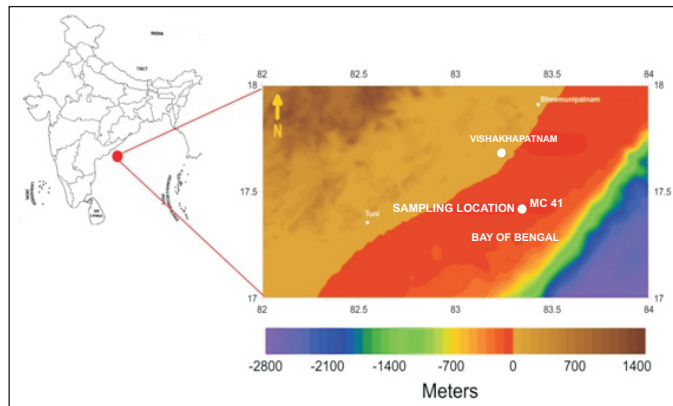 INDIA
82
82.5
83
83.5
84
18
18
Bheemunipatnam
N
VISHAKHAPATNAM
17.5
17.5
SAMPLING LOCATION
MC 41
Tuni
BAY OF BENGAL
17
17
82
82.5
83
83.5
84
-2800
-2100
-1400
-700
0
700
1400
Meters